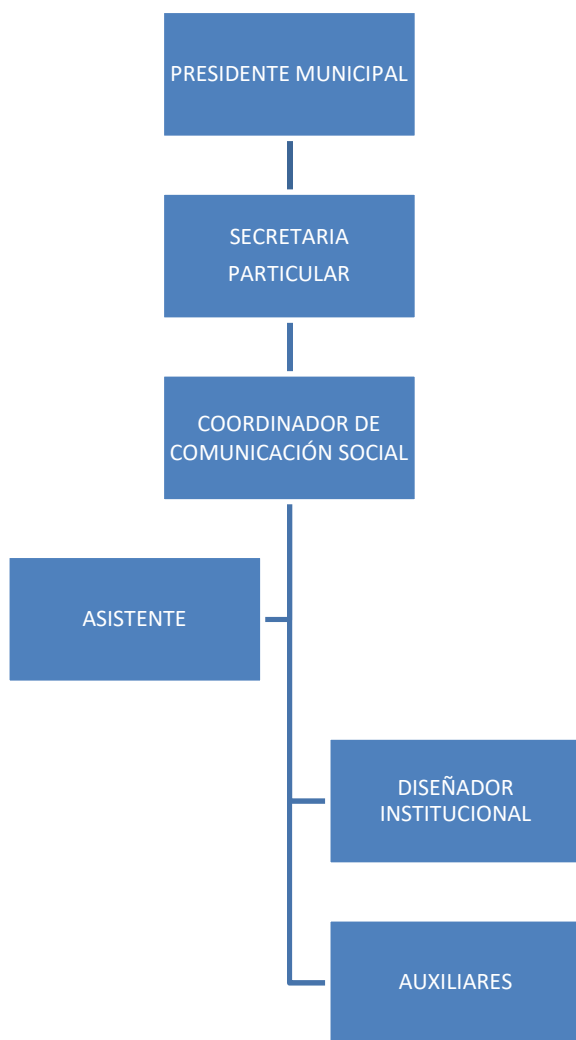 PRESIDENTE MUNICIPAL
SECRETARIA
PARTICULAR
COORDINADOR DE
COMUNICACIÓN SOCIAL
ASISTENTE
DISEÑADOR
INSTITUCIONAL
AUXILIARES